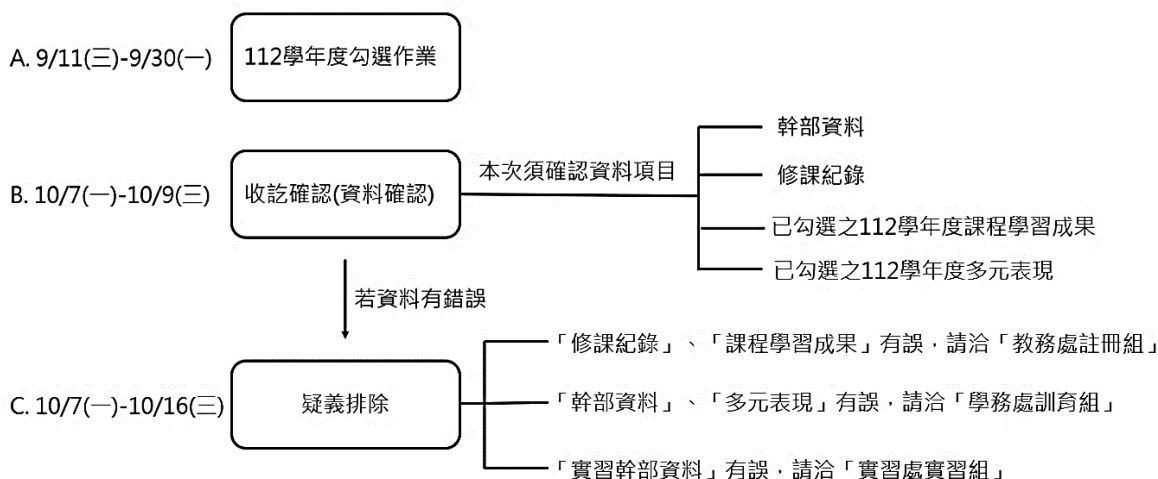 A. 9/11(三)-9/30(一)
112學年度勾選作業
B. 10/7(一)-10/9(三)
收訖確認(資料確認)
本次須確認資料項目
幹部資料
修課紀錄
已勾選之112學年度課程學習成果
已勾選之112學年度多元表現
若資料有錯誤
C. 10/7(一)-10/16(三)
疑義排除
「修課紀錄」、「課程學習成果」有誤，請洽「教務處註冊組」
「幹部資料」、「多元表現」有誤，請洽「學務處訓育組」
「實習幹部資料」有誤，請洽「實習處實習組」